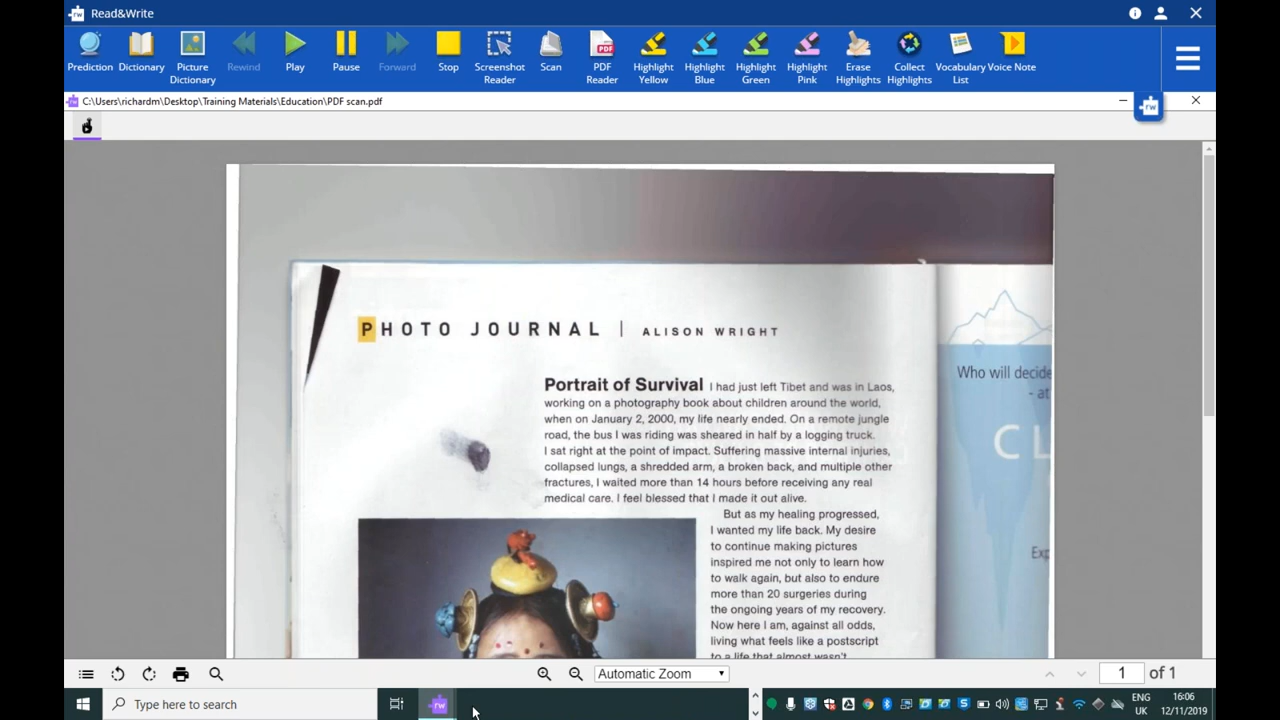 Read&Write
Prediction Dictionary Picture Dictionary Rewind Play Pause Forward Stop Screenshot Reader Scan PDF Reader Highlight Yellow Highlight Blue Highlight Green Highlight Pink Erase Highlights Collect Highlights Vocabulary List Voice Note
C:\Users\richardm\Desktop\Training Materials\Education\PDF scan.pdf
PHOTO JOURNAL | ALISON WRIGHT
Portrait of Survival I had just left Tibet and was in Laos,
working on a photography book about children around the world,
when on January 2, 2000, my life nearly ended. On a remote jungle
road, the bus I was riding was sheared in half by a logging truck.
I sat right at the point of impact. Suffering massive internal injuries,
collapsed lungs, a shredded arm, a broken back, and multiple other
fractures, I waited more than 14 hours before receiving any real
medical care. I feel blessed that I made it out alive.
But as my healing progressed,
I wanted my life back. My desire
to continue making pictures
inspired me not only to learn how
to walk again, but also to endure
more than 20 surgeries during
the ongoing years of my recovery.
Now here I am, against all odds,
living what feels like a postscript
to a life that almost wasn't
Who will decide
- at
CL
Automatic Zoom
1 of 1
Type here to search
ENG
UK
16:06
12/11/2019